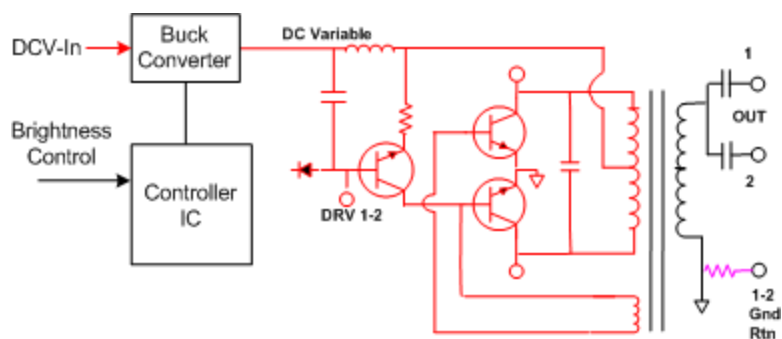 DCV-In
Buck
Converter
DC Variable
Brightness
Control
Controller
IC
DRV 1-2
1
OUT
2
1-2
Gnd
Rtn